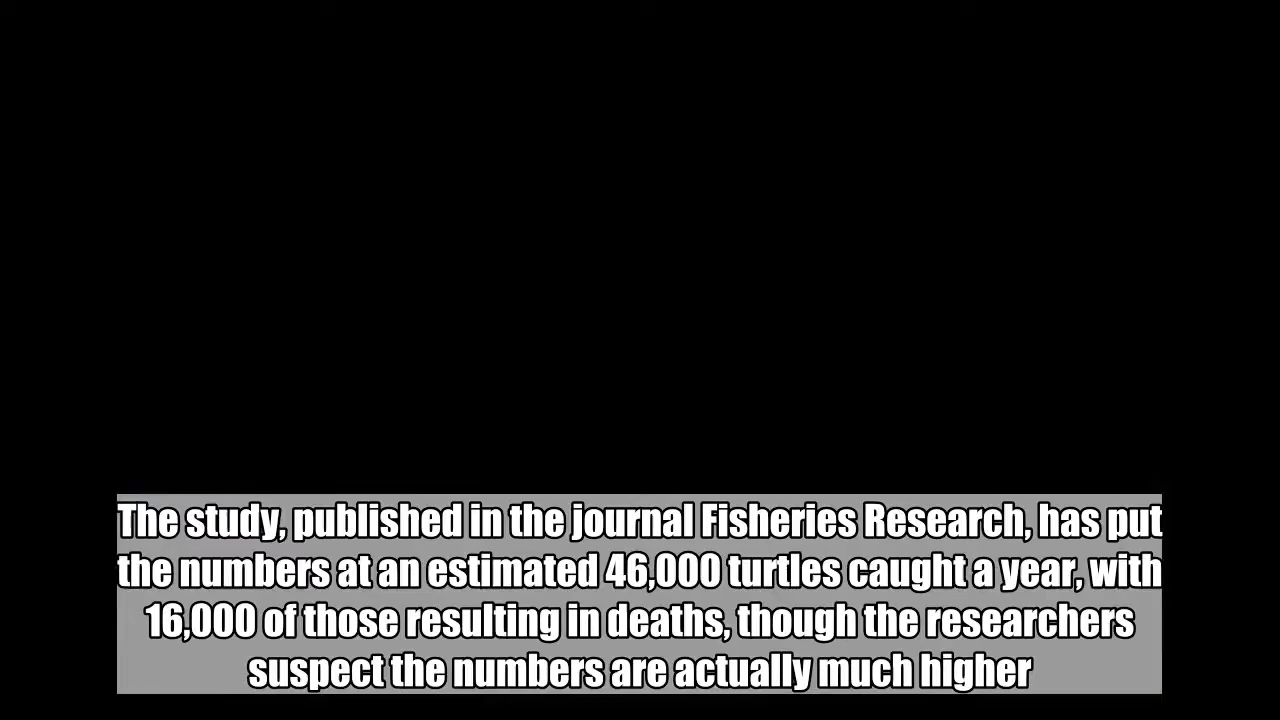 The study, published in the journal Fisheries Research, has put
the numbers at an estimated 46,000 turtles caught a year, with
16,000 of those resulting in deaths, though the researchers
suspect the numbers are actually much higher